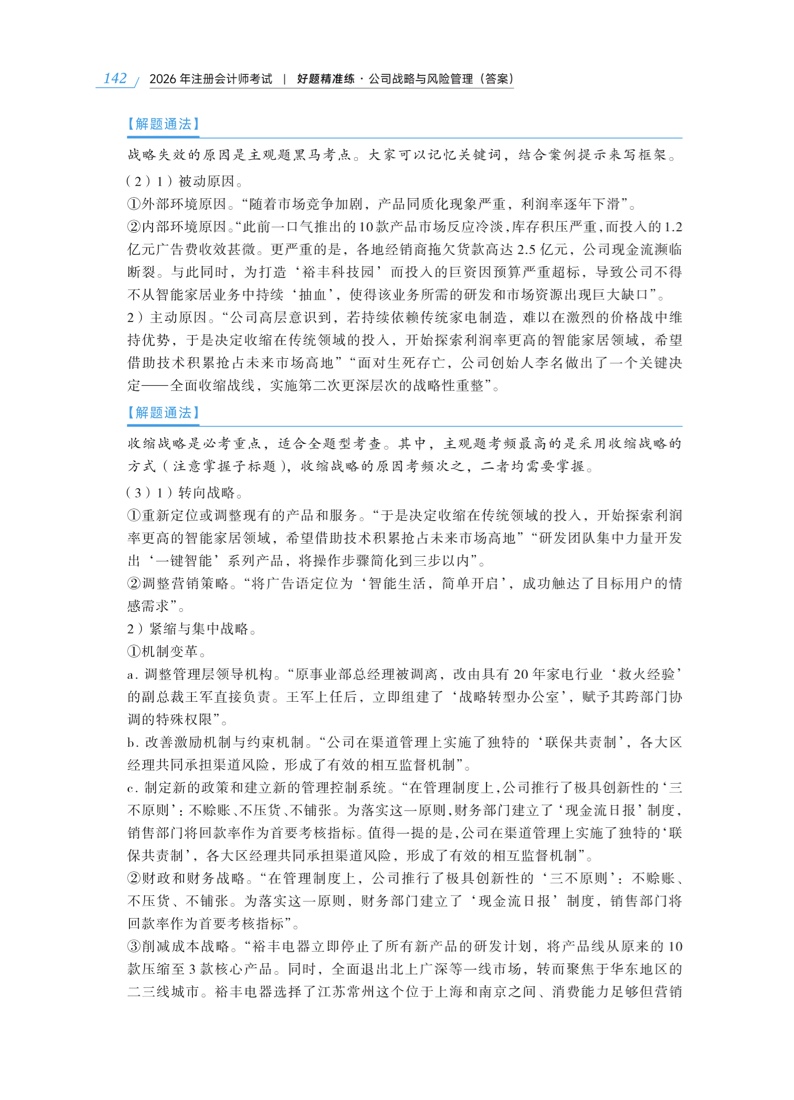 142 2026 年注册会计师考试 | 好题精准练·公司战略与风险管理（答案）
【解题通法】
战略失效的原因是主观题黑马考点。大家可以记忆关键词，结合案例提示来写框架。
（2）1）被动原因。
①外部环境原因。“随着市场竞争加剧，产品同质化现象严重，利润率逐年下滑”。
②内部环境原因。“此前一口气推出的 10 款产品市场反应冷淡，库存积压严重，而投入的 1.2
亿元广告费收效甚微。更严重的是，各地经销商拖欠货款高达 2.5 亿元，公司现金流濒临
断裂。与此同时，为打造‘裕丰科技园’而投入的巨资因预算严重超标，导致公司不得
不从智能家居业务中持续‘抽血’，使得该业务所需的研发和市场资源出现巨大缺口”。
2）主动原因。“公司高层意识到，若持续依赖传统家电制造，难以在激烈的价格战中维
持优势，于是决定收缩在传统领域的投入，开始探索利润率更高的智能家居领域，希望
借助技术积累抢占未来市场高地”“面对生死存亡，公司创始人李名做出了一个关键决
定——全面收缩战线，实施第二次更深层次的战略性重整”。
【解题通法】
收缩战略是必考重点，适合全题型考查。其中，主观题考频最高的是采用收缩战略的
方式（注意掌握子标题），收缩战略的原因考频次之，二者均需要掌握。
（3）1）转向战略。
①重新定位或调整现有的产品和服务。“于是决定收缩在传统领域的投入，开始探索利润
率更高的智能家居领域，希望借助技术积累抢占未来市场高地”“研发团队集中力量开发
出‘一键智能’系列产品，将操作步骤简化到三步以内”。
②调整营销策略。“将广告语定位为‘智能生活，简单开启’，成功触达了目标用户的情
感需求”。
2）紧缩与集中战略。
①机制变革。
a. 调整管理层领导机构。“原事业部总经理被调离，改由具有 20 年家电行业‘救火经验’
的副总裁王军直接负责。王军上任后，立即组建了‘战略转型办公室’，赋予其跨部门协
调的特殊权限”。
b. 改善激励机制与约束机制。“公司在渠道管理上实施了独特的‘联保共责制’，各大区
经理共同承担渠道风险，形成了有效的相互监督机制”。
c. 制定新的政策和建立新的管理控制系统。“在管理制度上，公司推行了极具创新性的‘三
不原则’：不赊账、不压货、不铺张。为落实这一原则，财务部门建立了‘现金流日报’制度，
销售部门将回款率作为首要考核指标。值得一提的是，公司在渠道管理上实施了独特的‘联
保共责制’，各大区经理共同承担渠道风险，形成了有效的相互监督机制”。
②财政和财务战略。“在管理制度上，公司推行了极具创新性的‘三不原则’：不赊账、
不压货、不铺张。为落实这一原则，财务部门建立了‘现金流日报’制度，销售部门将
回款率作为首要考核指标”。
③削减成本战略。“裕丰电器立即停止了所有新产品的研发计划，将产品线从原来的 10
款压缩至 3 款核心产品。同时，全面退出北上广深等一线市场，转而聚焦于华东地区的
二三线城市。裕丰电器选择了江苏常州这个位于上海和南京之间、消费能力足够但营销